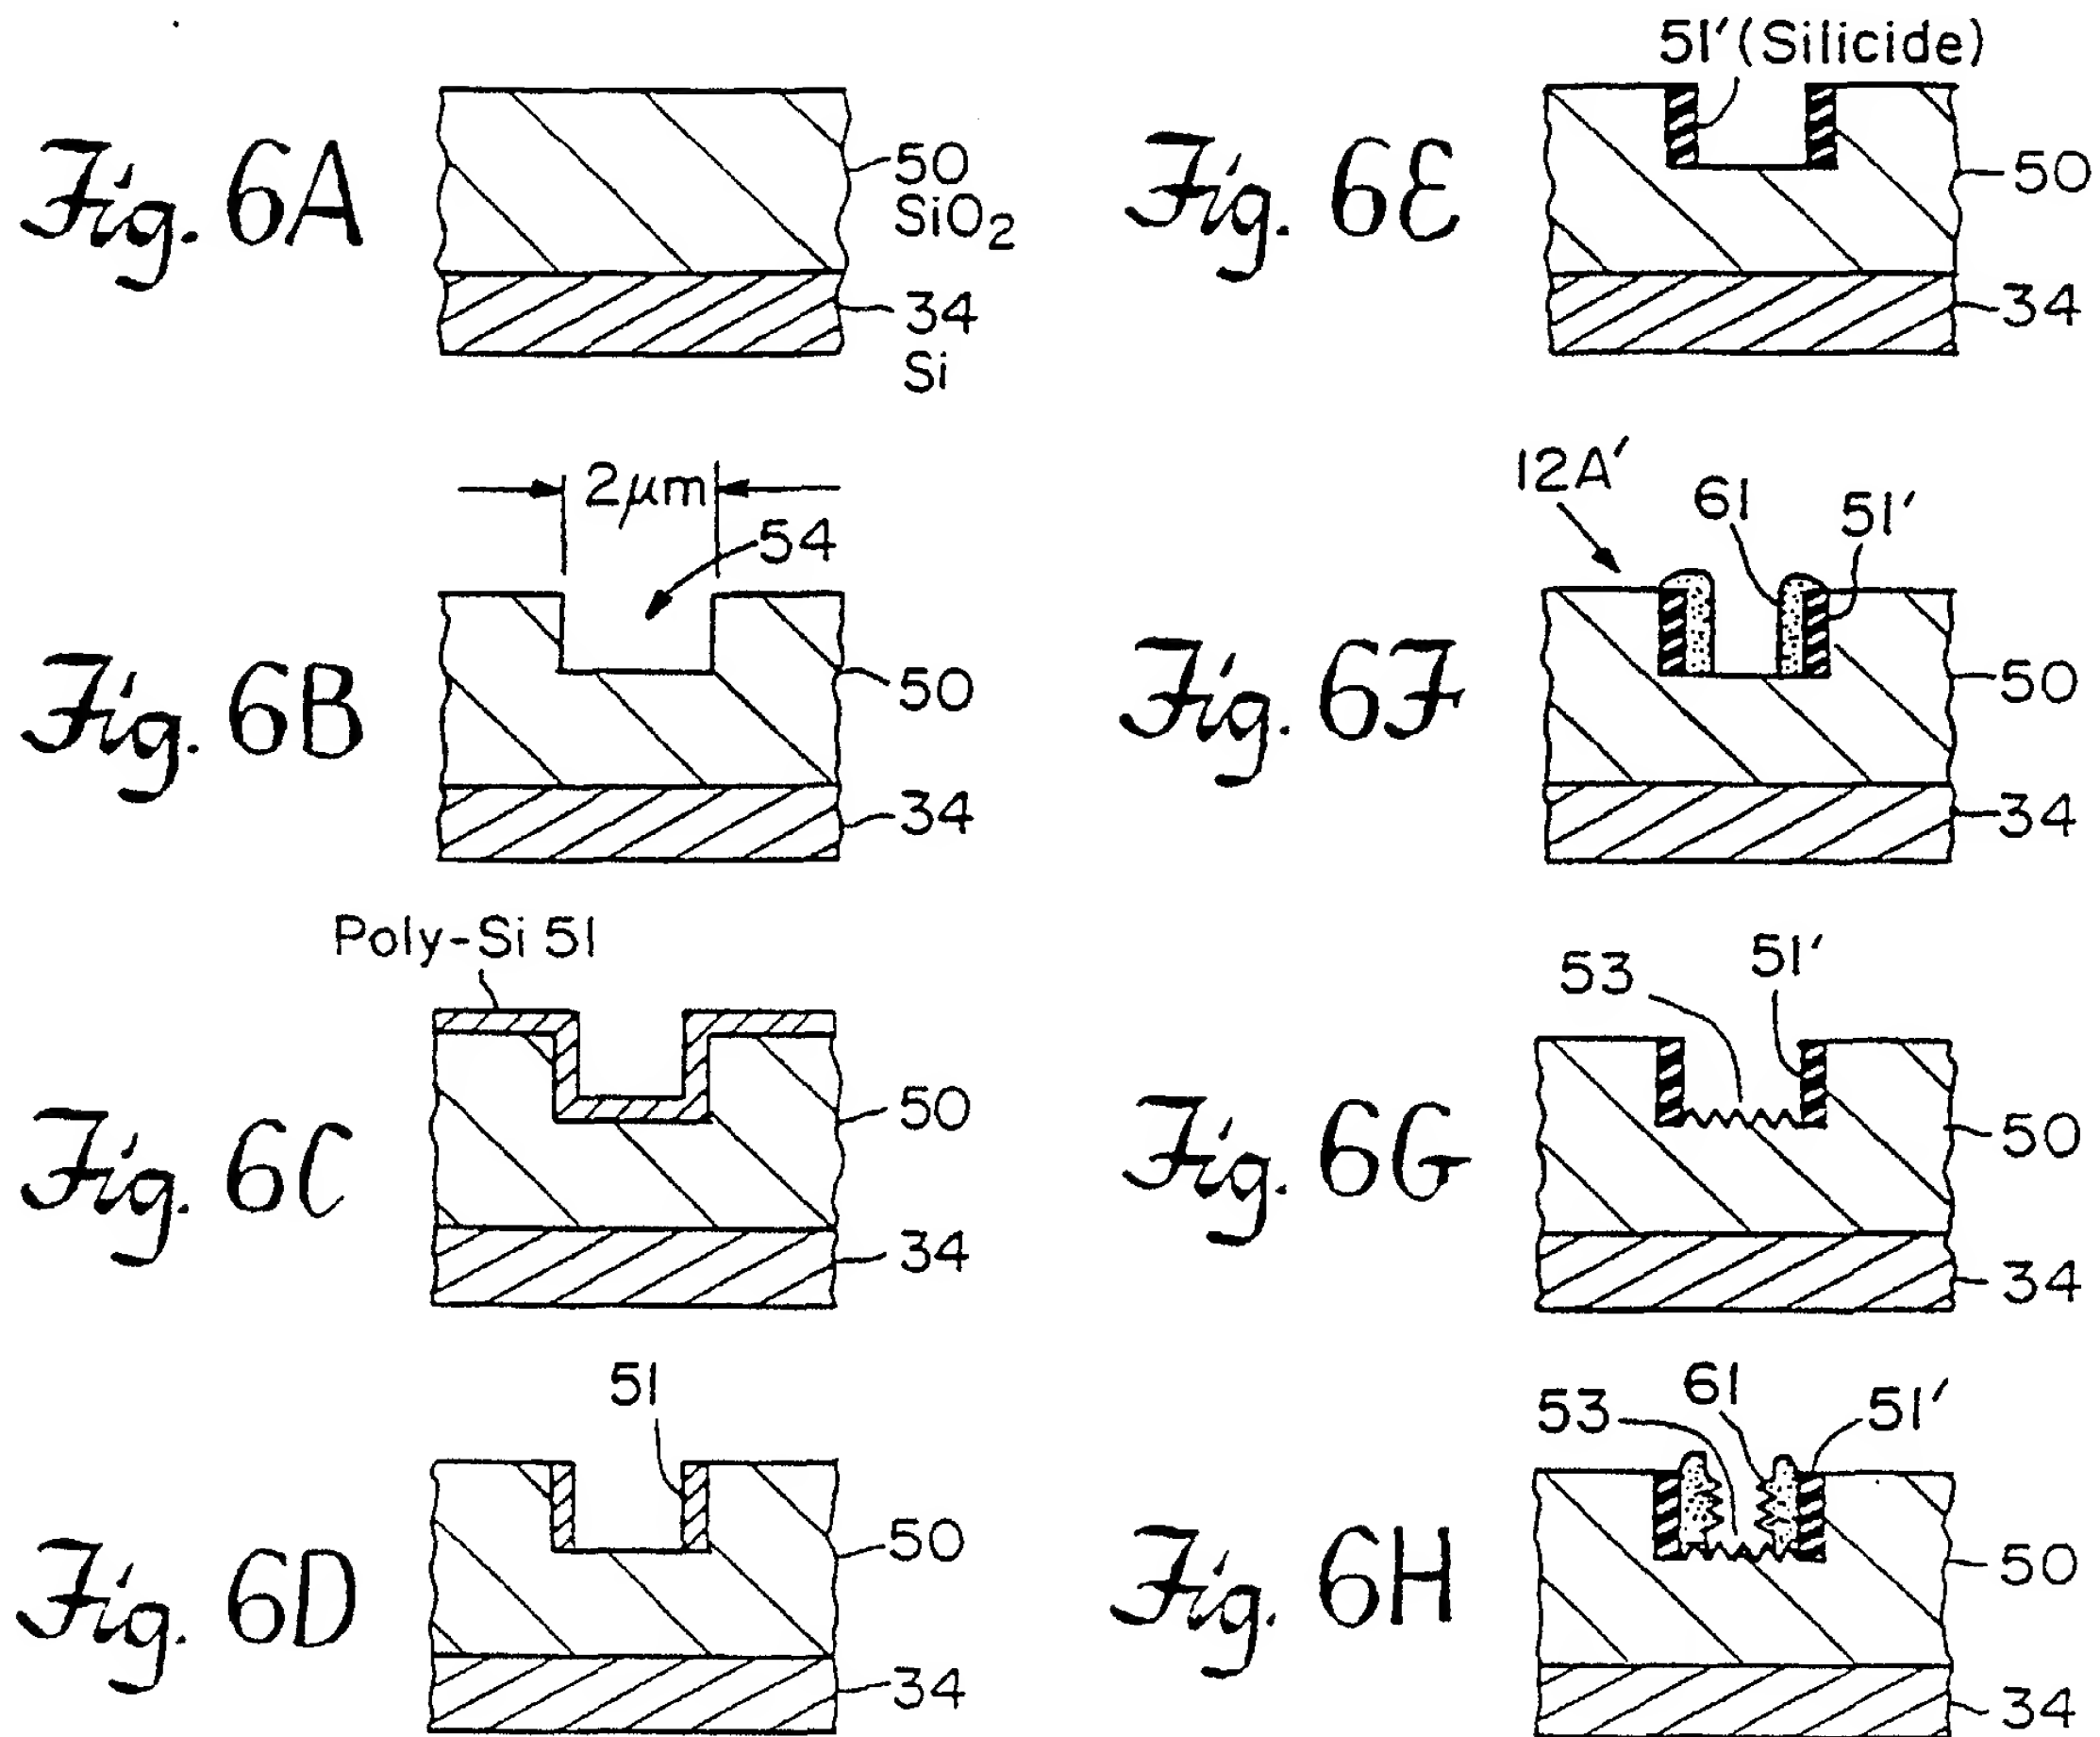 Fig. 6A
50
SiO2
34
Si
Fig. 6B
2μm
54
50
34
Poly-Si 51
Fig. 6C
50
34
51
Fig. 6D
50
34
51′ (Silicide)
Fig. 6E
50
34
12A′
61
51′
Fig. 6F
50
34
53
51′
Fig. 6G
50
34
53
61
51′
Fig. 6H
50
34